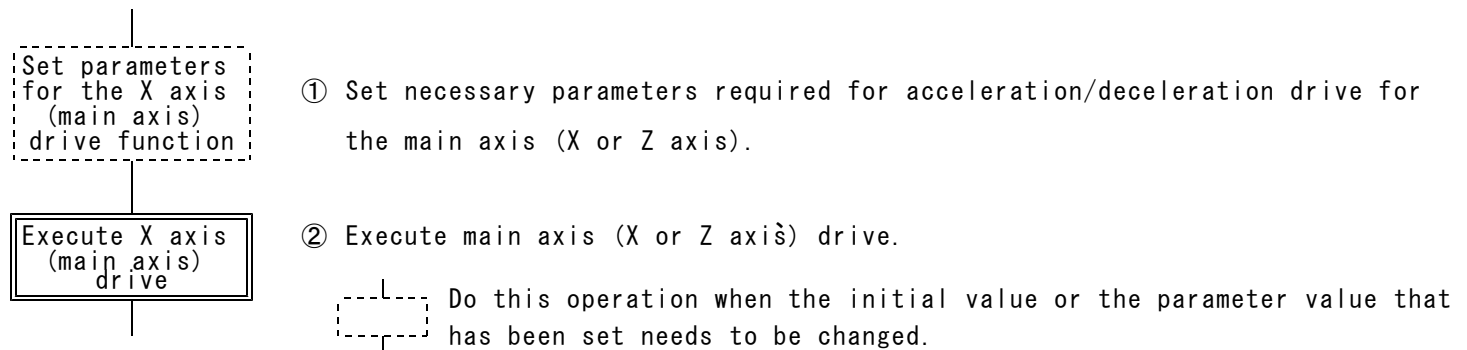 Set parameters
for the X axis
(main axis)
drive function
① Set necessary parameters required for acceleration/deceleration drive for
the main axis (X or Z axis).
Execute X axis
(main axis)
drive
② Execute main axis (X or Z axis̀) drive.
Do this operation when the initial value or the parameter value that
has been set needs to be changed.